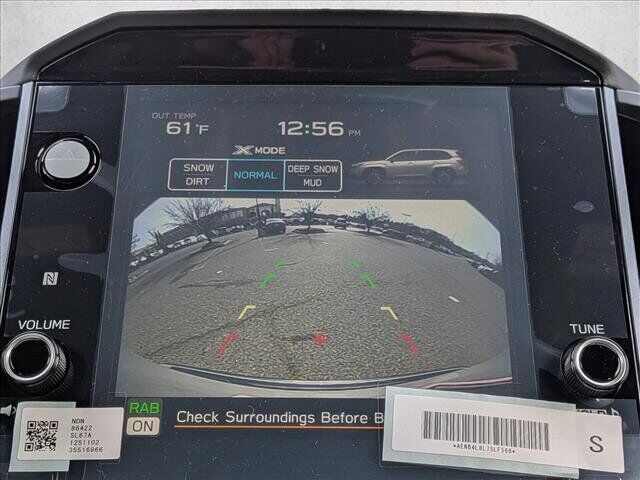 OUT TEMP
61°F
12:56 PM
X MODE
SNOW DIRT
NORMAL
DEEP SNOW MUD
N
VOLUME
TUNE
RAB
ON
Check Surroundings Before B
NDN
86422
SL67A
1281102
35516966
S